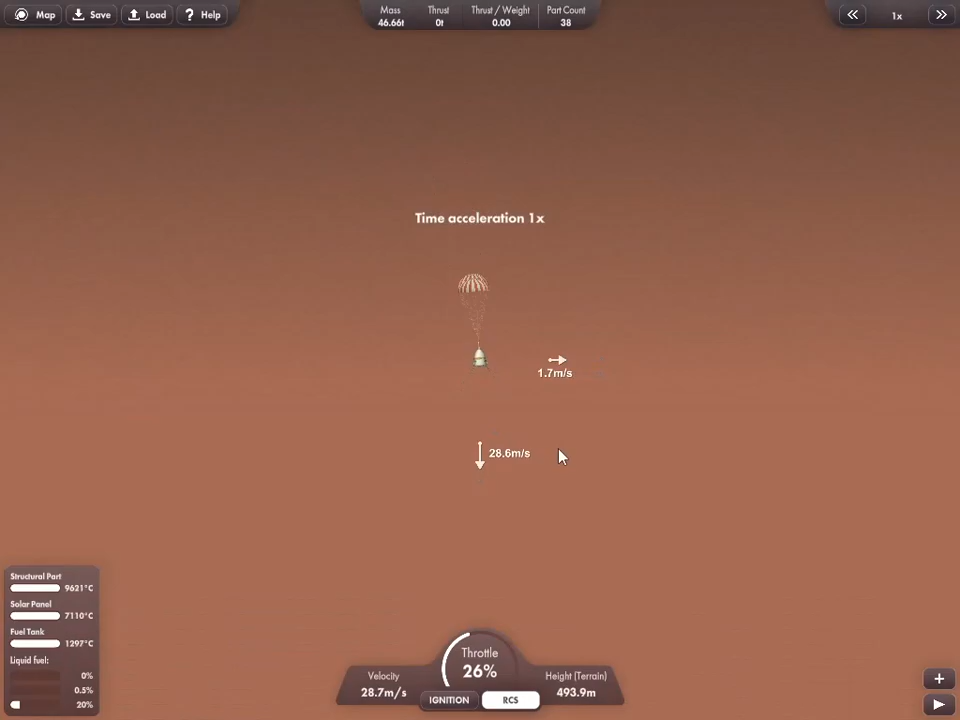 Map
Save
Load
? Help
Mass
46.66t
Thrust
0t
Thrust / Weight
0.00
Part Count
38
1x
Time acceleration 1x
1.7m/s
28.6m/s
Structural Part
9621°C
Solar Panel
7110°C
Fuel Tank
1297°C
Liquid fuel:
0%
0.5%
20%
Throttle
26%
Velocity
28.7m/s
Height (Terrain)
493.9m
IGNITION
RCS